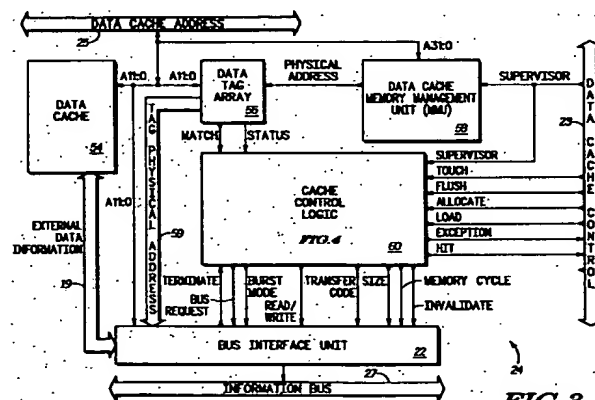 DATA CACHE ADDRESS
25
A11:0
A11:0
A31:0
PHYSICAL
ADDRESS
DATA
CACHE
54
DATA
TAG
ARRAY
55
DATA CACHE
MEMORY MANAGEMENT
UNIT (MMU)
58
SUPERVISOR
DATA CACHE CONTROL
23
TAG PHYSICAL ADDRESS
59
MATCH
STATUS
CACHE
CONTROL
LOGIC
FIG.4
60
SUPERVISOR
TOUCH
FLUSH
ALLOCATE
LOAD
EXCEPTION
HIT
A11:0
EXTERNAL
DATA
INFORMATION
19
TERMINATE
BUS
REQUEST
BURST
MODE
READ/
WRITE
TRANSFER
CODE
SIZE
MEMORY CYCLE
INVALIDATE
BUS INTERFACE UNIT
22
27
INFORMATION BUS
24
FIG.3